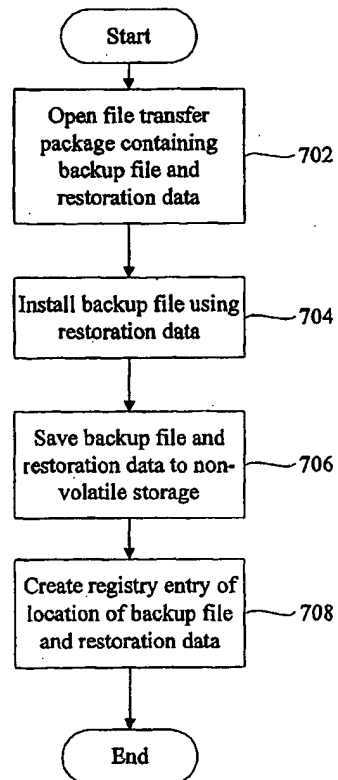 Start
Open file transfer
package containing
backup file and
restoration data
702
Install backup file using
restoration data
704
Save backup file and
restoration data to non-
volatile storage
706
Create registry entry of
location of backup file
and restoration data
708
End